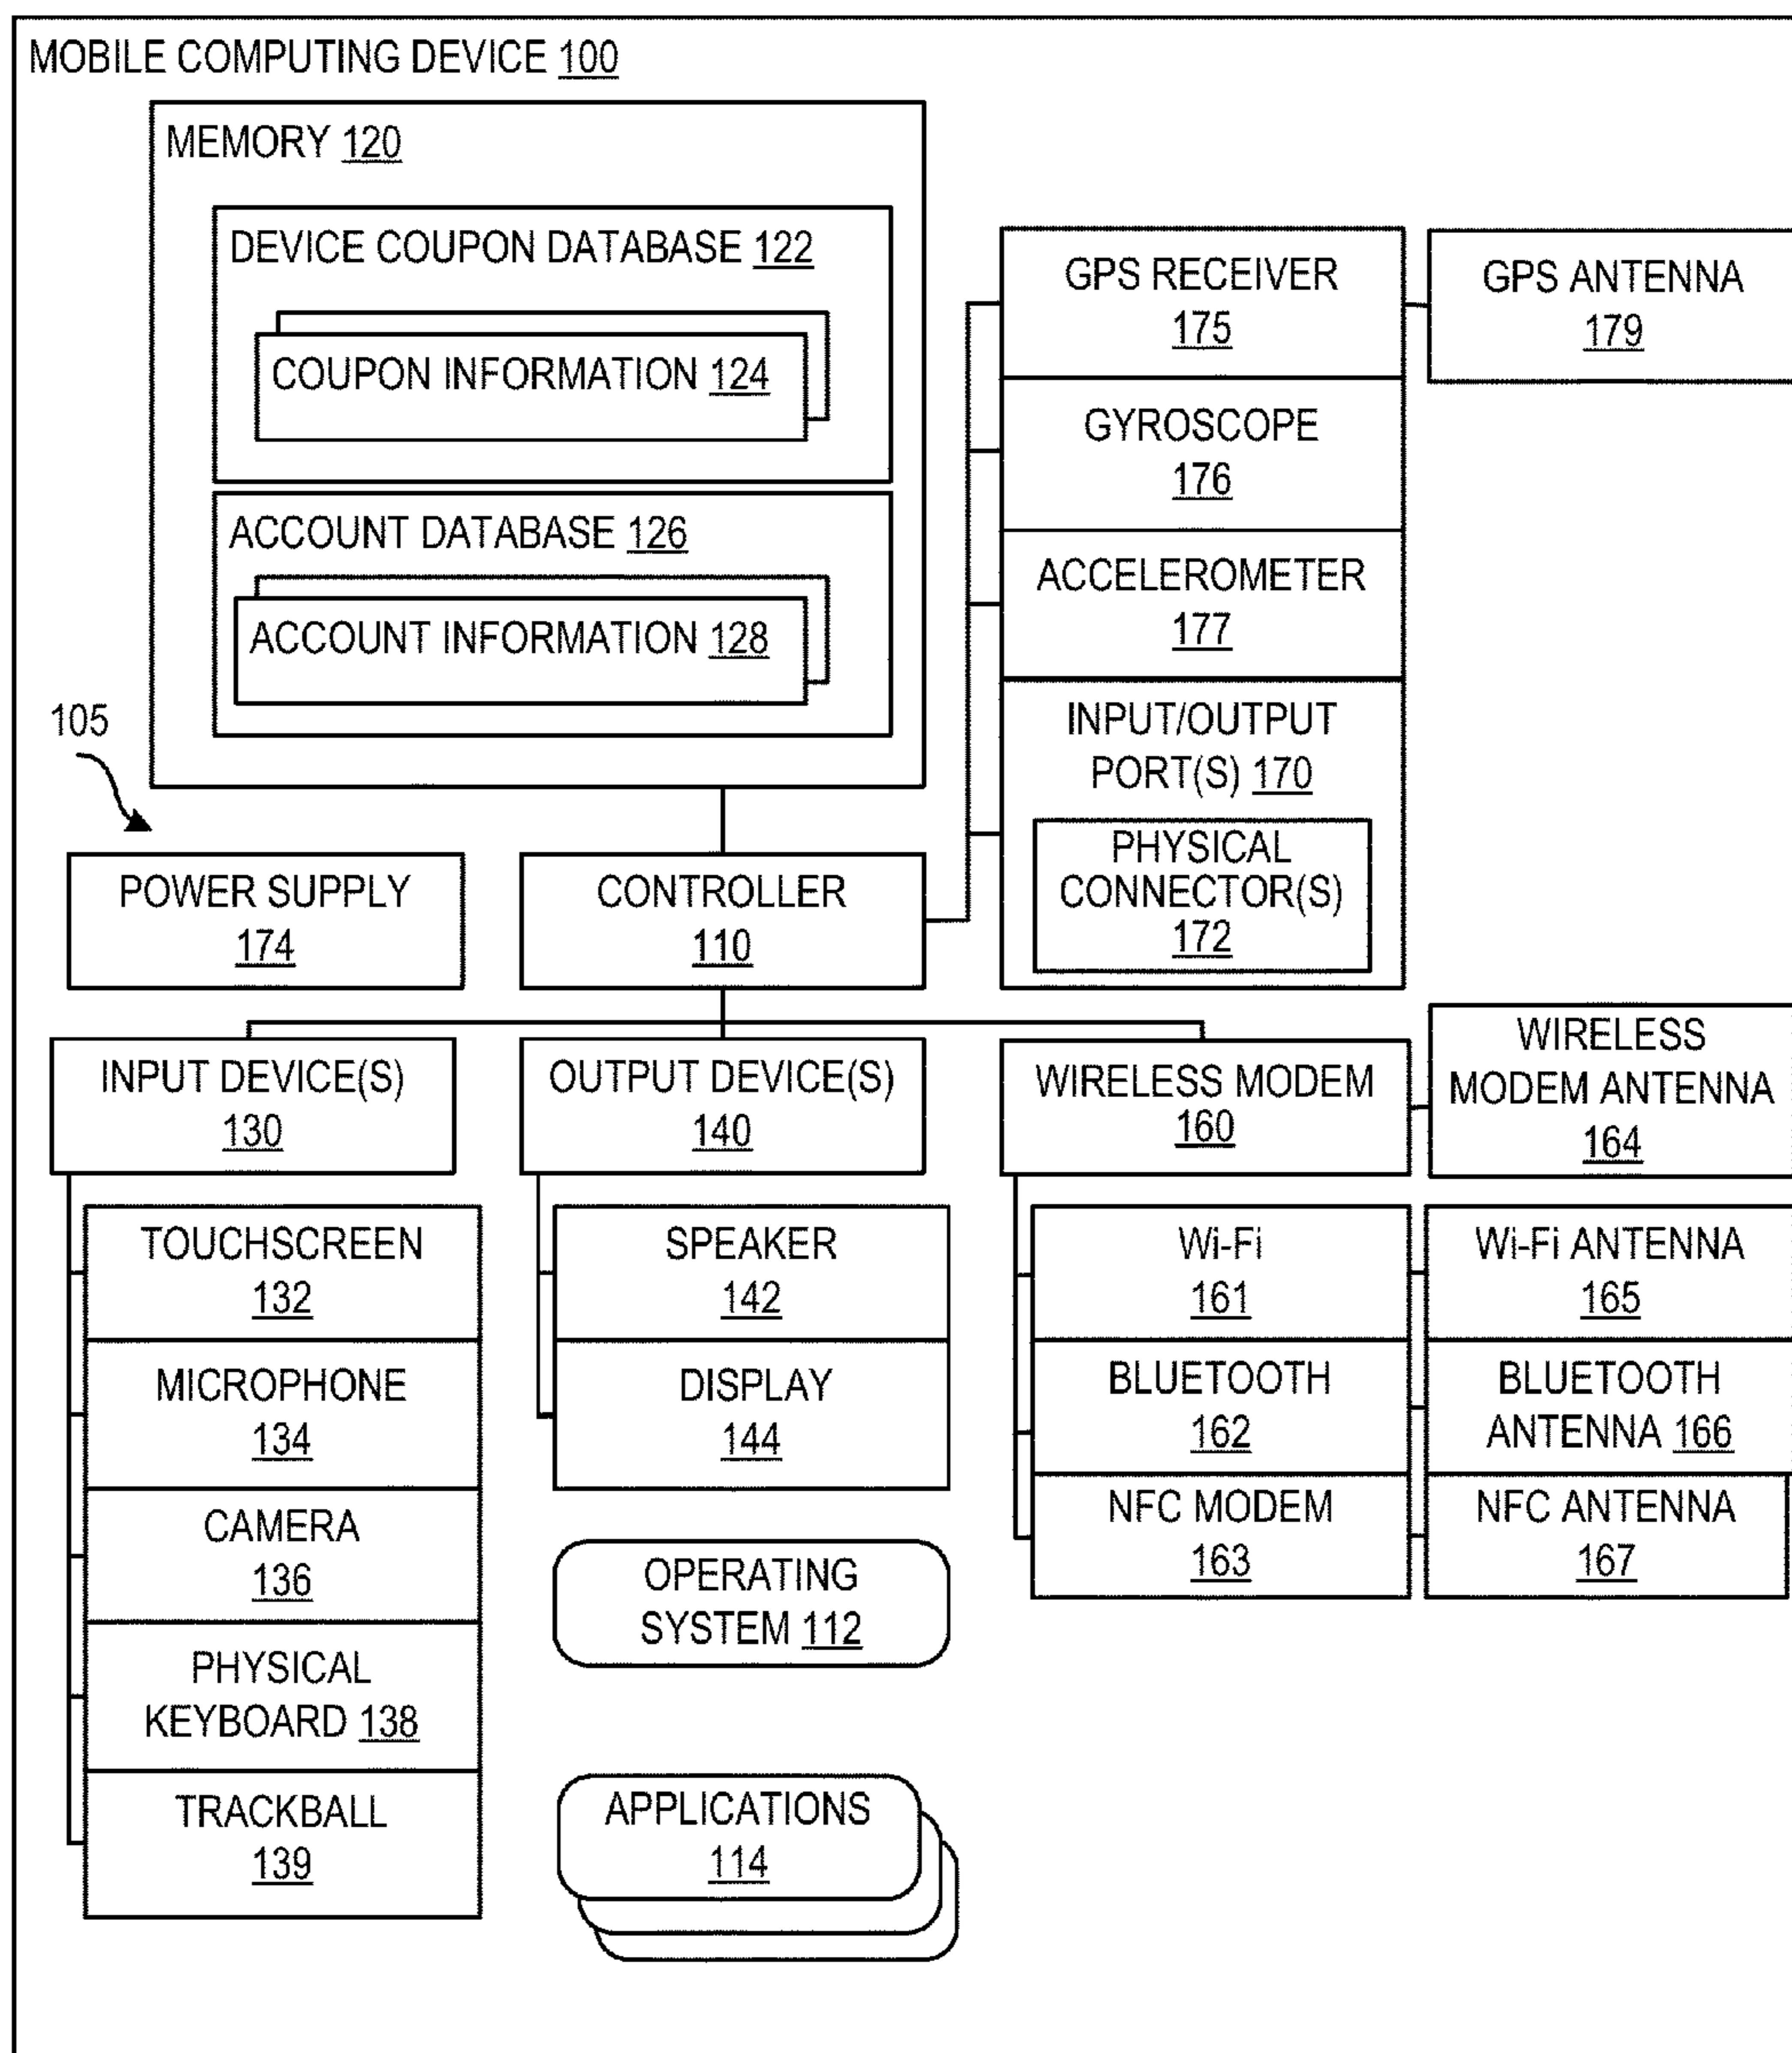 MOBILE COMPUTING DEVICE 100
MEMORY 120
DEVICE COUPON DATABASE 122
COUPON INFORMATION 124
ACCOUNT DATABASE 126
ACCOUNT INFORMATION 128
105
GPS RECEIVER
175
GPS ANTENNA
179
GYROSCOPE
176
ACCELEROMETER
177
INPUT/OUTPUT
PORT(S) 170
PHYSICAL
CONNECTOR(S)
172
POWER SUPPLY
174
CONTROLLER
110
INPUT DEVICE(S)
130
OUTPUT DEVICE(S)
140
WIRELESS MODEM
160
WIRELESS
MODEM ANTENNA
164
TOUCHSCREEN
132
MICROPHONE
134
CAMERA
136
PHYSICAL
KEYBOARD 138
TRACKBALL
139
SPEAKER
142
DISPLAY
144
OPERATING
SYSTEM 112
APPLICATIONS
114
Wi-Fi
161
Wi-Fi ANTENNA
165
BLUETOOTH
162
BLUETOOTH
ANTENNA 166
NFC MODEM
163
NFC ANTENNA
167